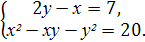 2y – x = 7,
x² – xy – y² = 20.